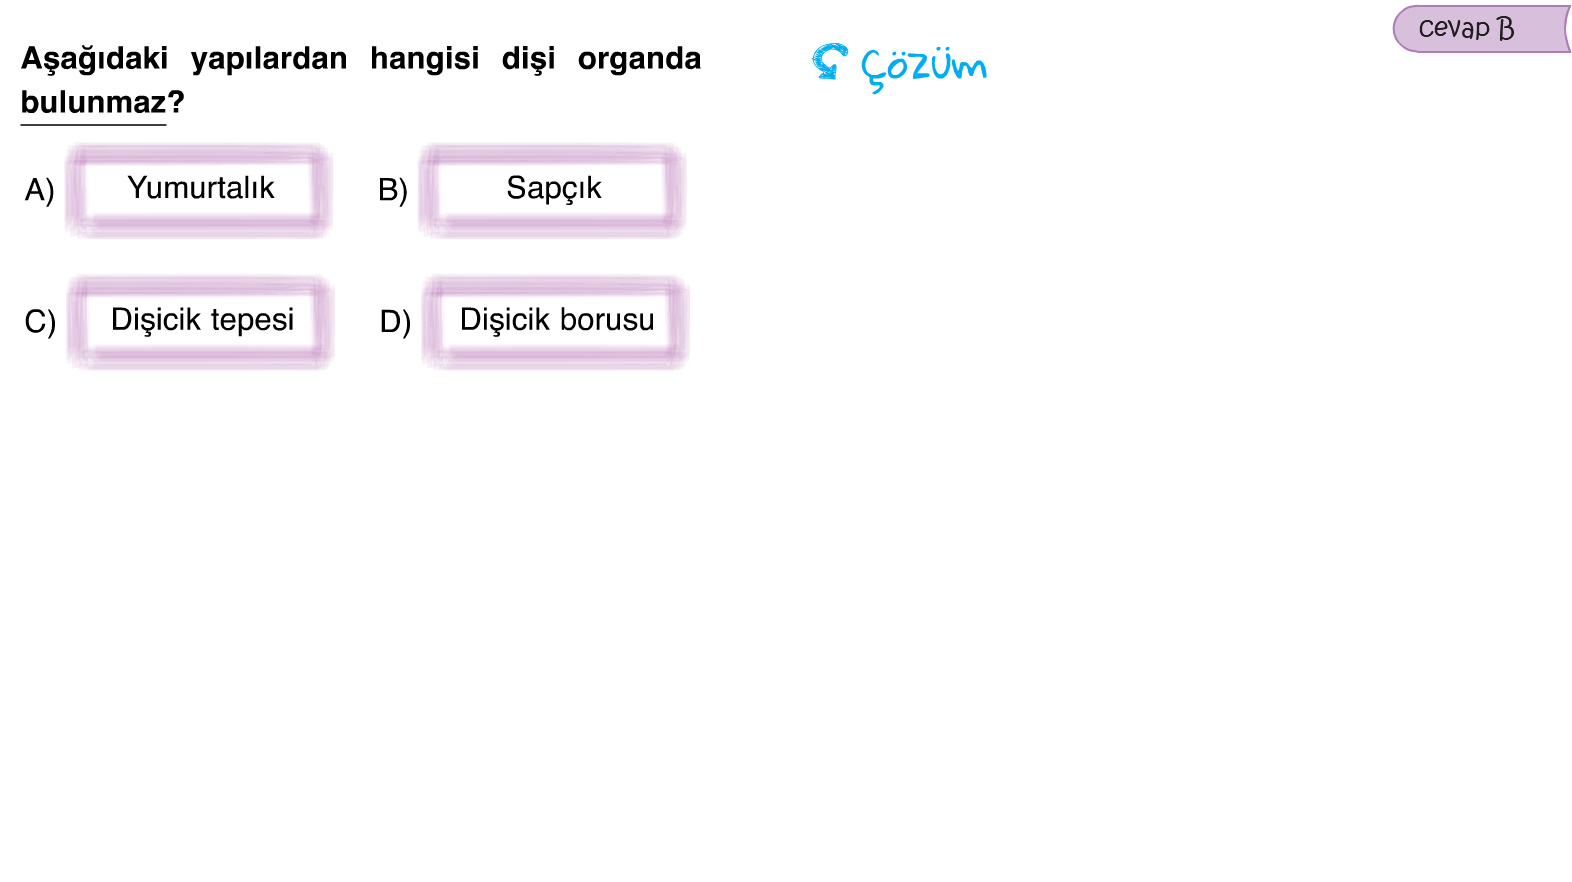 Aşağıdaki yapılardan hangisi dişi organda
bulunmaz?
A) Yumurtalık
B) Sapçık
C) Dişicik tepesi
D) Dişicik borusu
Çözüm
Cevap B